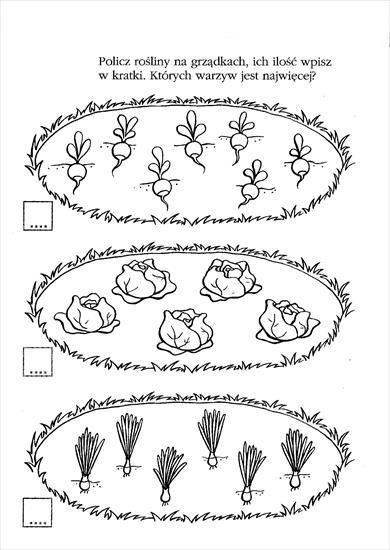 Policz rośliny na grządkach, ich ilość wpisz
w kratki. Których warzyw jest najwięcej?